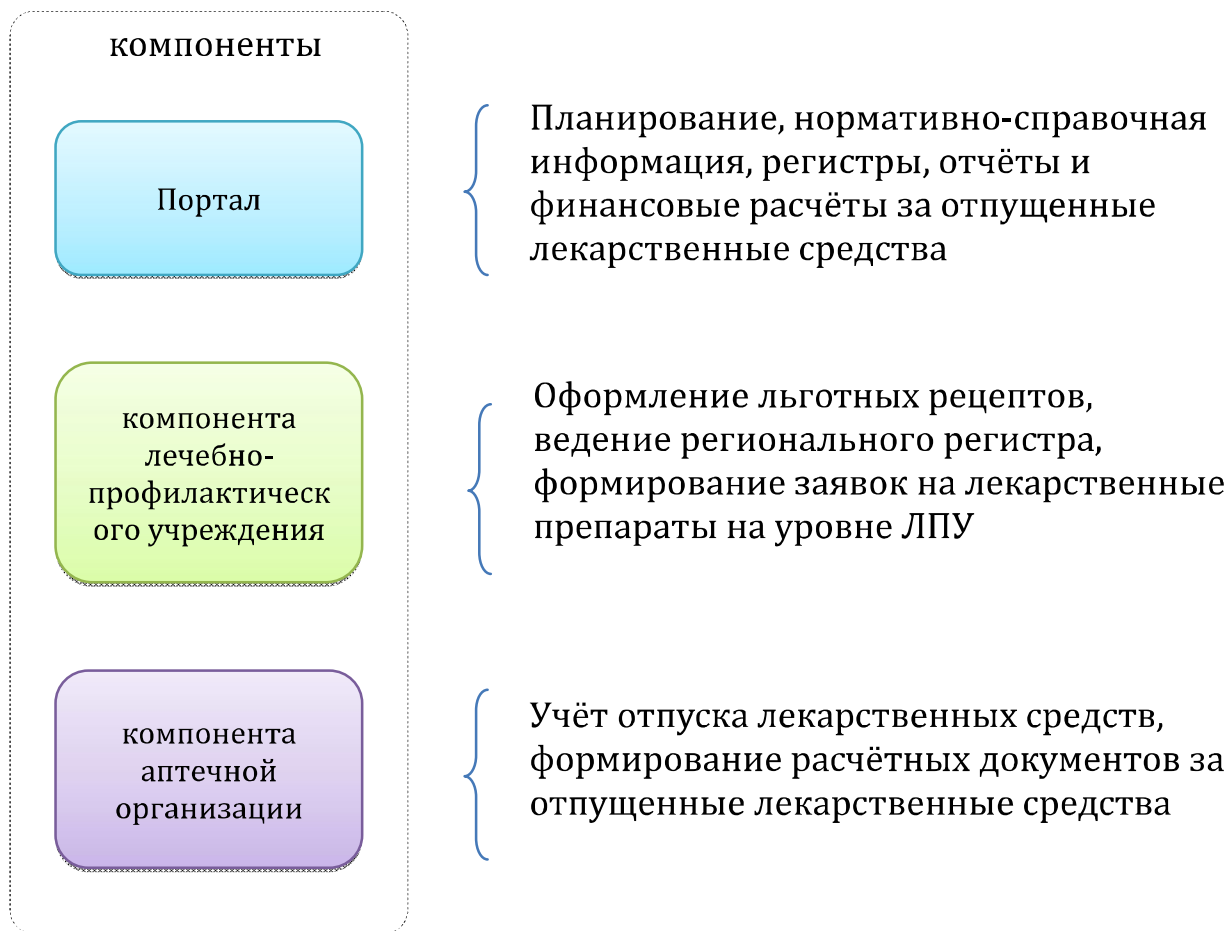 компоненты
Портал
Планирование, нормативно-справочная
информация, регистры, отчёты и
финансовые расчёты за отпущенные
лекарственные средства
компонента
лечебно-
профилактическ
ого учреждения
Оформление льготных рецептов,
ведение регионального регистра,
формирование заявок на лекарственные
препараты на уровне ЛПУ
компонента
аптечной
организации
Учёт отпуска лекарственных средств,
формирование расчётных документов за
отпущенные лекарственные средства